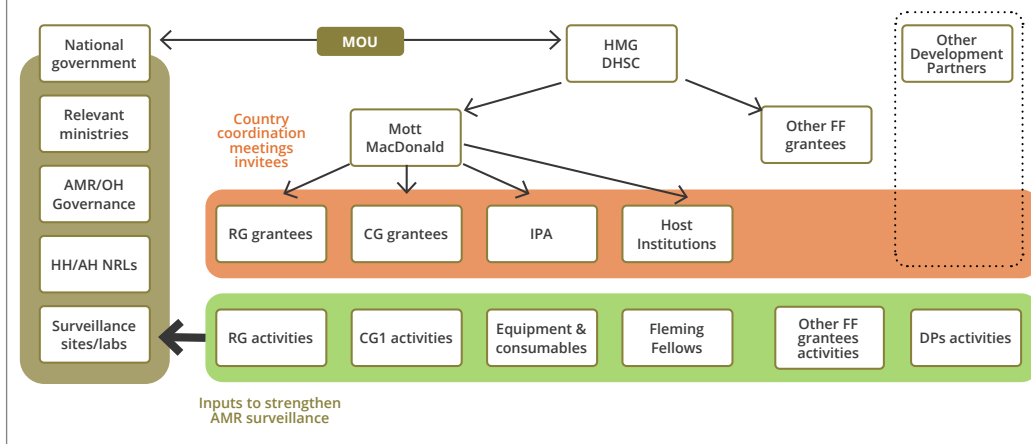 National
government
MOU
HMG
DHSC
Other
Development
Partners
Relevant
ministries
Country
coordination
meetings
invitees
Mott
MacDonald
Other FF
grantees
AMR/OH
Governance
RG grantees
CG grantees
IPA
Host
Institutions
HH/AH NRLs
Surveillance
sites/labs
RG activities
CG1 activities
Equipment &
consumables
Fleming
Fellows
Other FF
grantees
activities
DPs activities
Inputs to strengthen
AMR surveillance